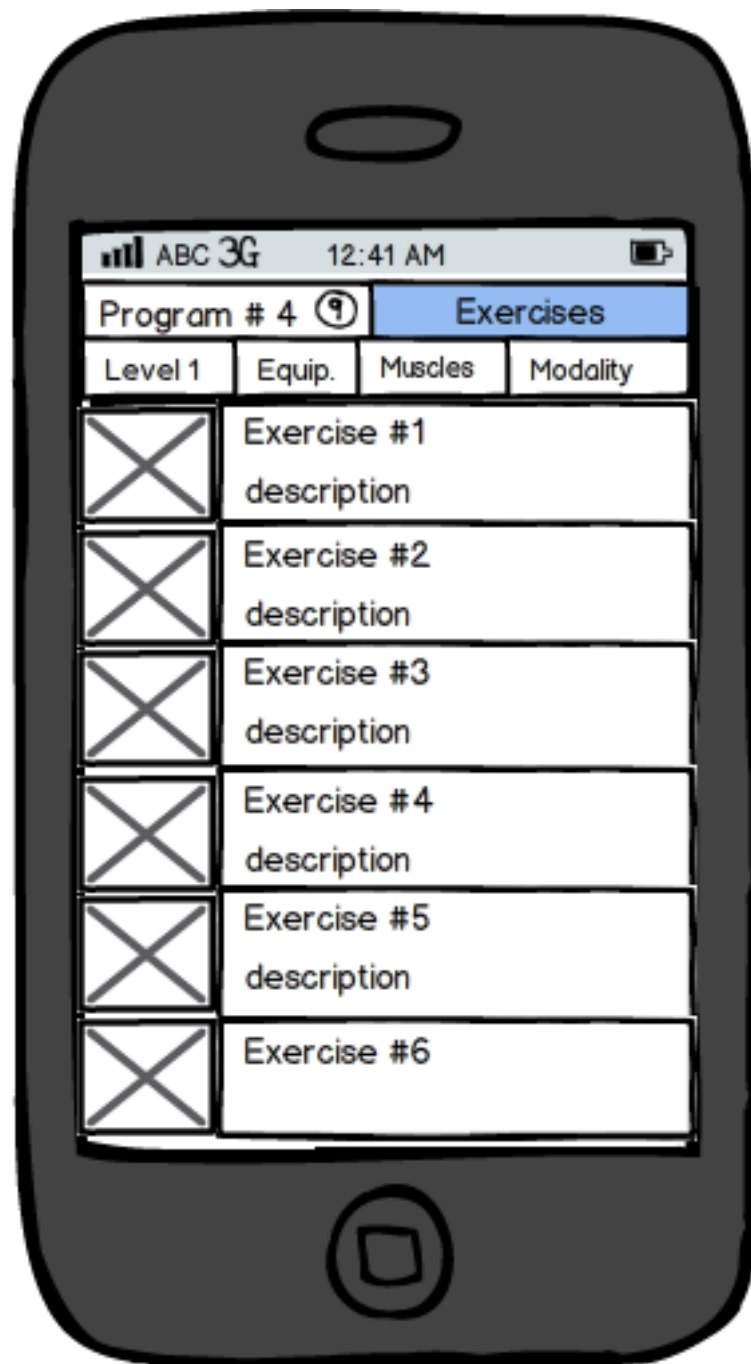 ABC 3G 12:41 AM
Program # 4 9 Exercises
Level 1 Equip. Muscles Modality
Exercise #1
description
Exercise #2
description
Exercise #3
description
Exercise #4
description
Exercise #5
description
Exercise #6